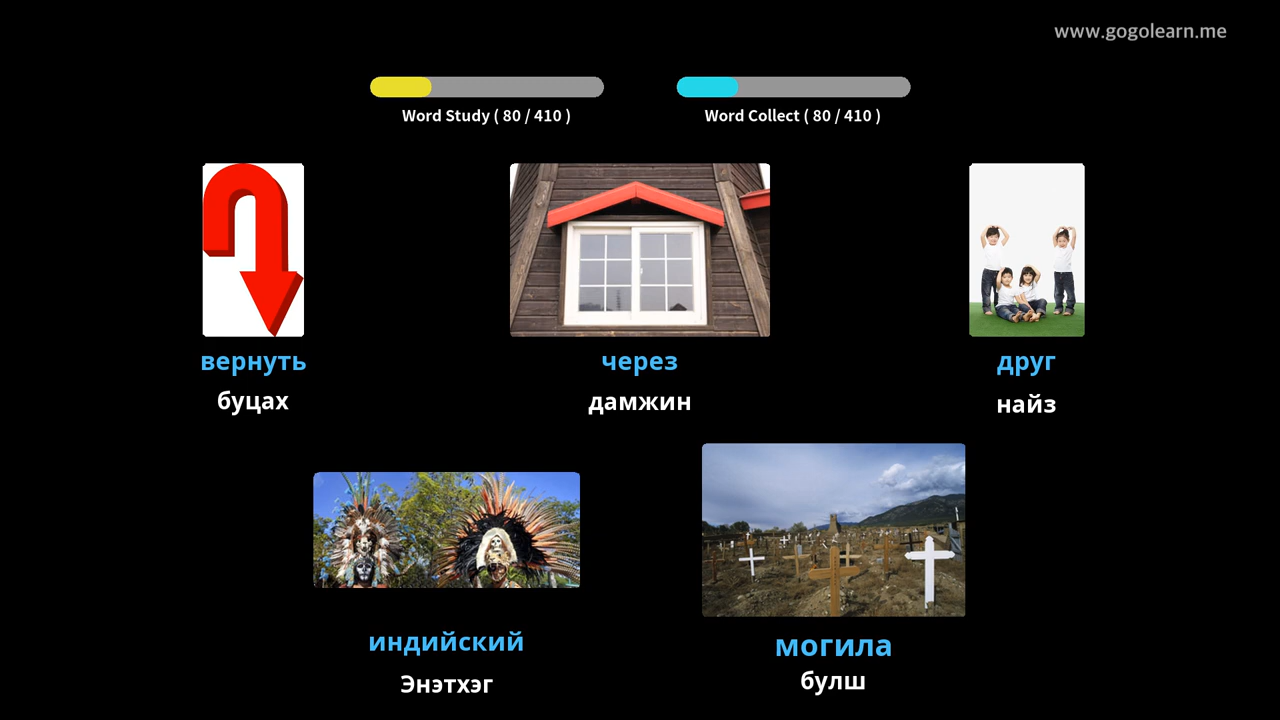 www.gogolearn.me
Word Study ( 80 / 410 )
Word Collect ( 80 / 410 )
вернуть
буцах
через
дамжин
друг
найз
индийский
Энэтхэг
могила
булш